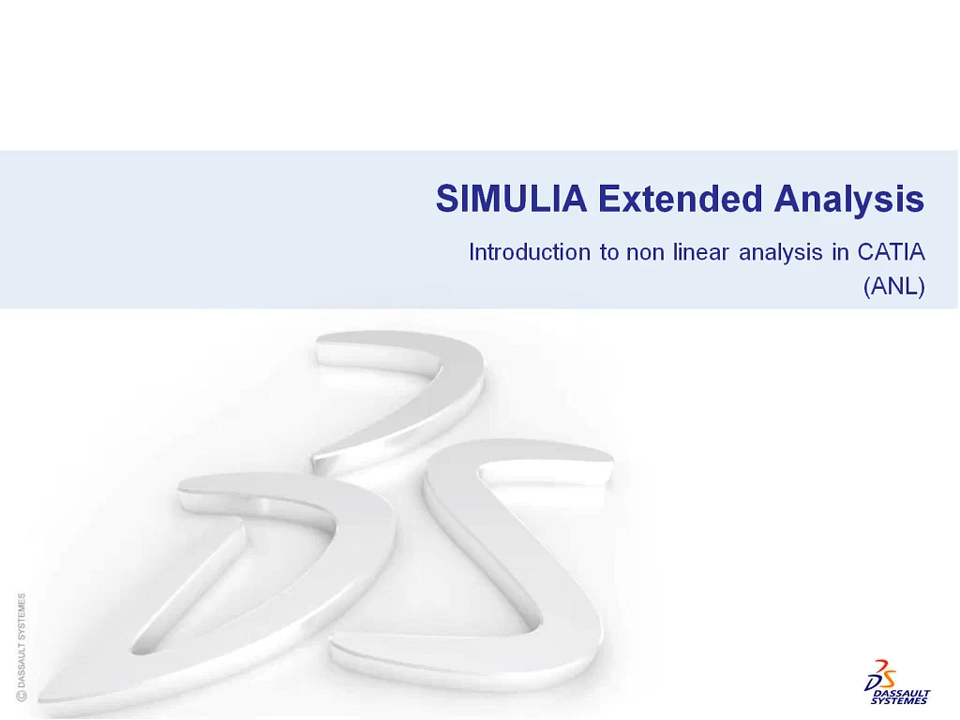 SIMULIA Extended Analysis
Introduction to non linear analysis in CATIA
(ANL)
© DASSAULT SYSTEMES
DASSAULT
SYSTEMES